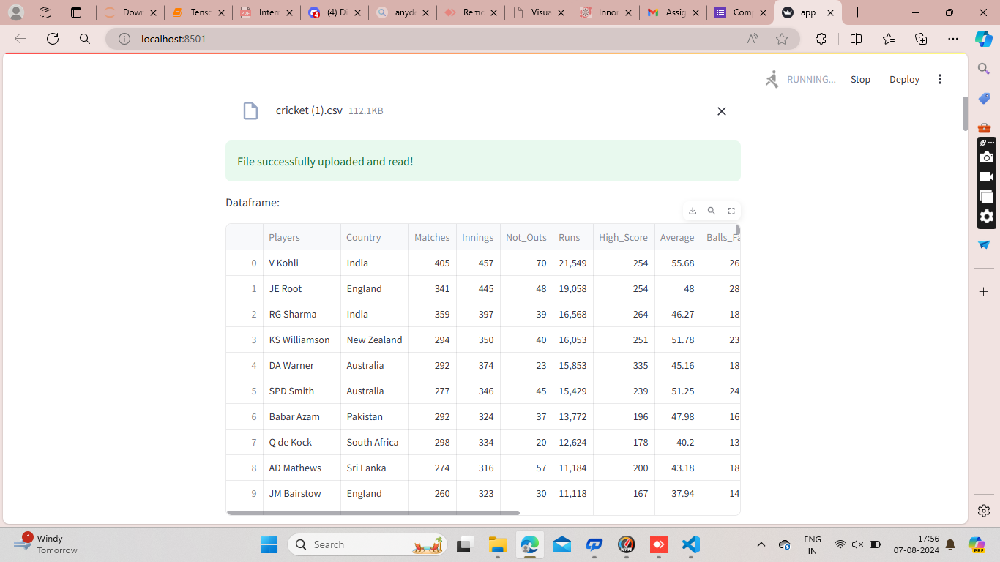 Down
Tenso
Intern
(4) Di
anyde
Remo
Visua
Innor
Assig
Comp
app
localhost:8501
RUNNING...
Stop
Deploy
cricket (1).csv 112.1KB
File successfully uploaded and read!
Dataframe:
Players Country Matches Innings Not_Outs Runs High_Score Average Balls_Fa
0 V Kohli India 405 457 70 21,549 254 55.68 26
1 JE Root England 341 445 48 19,058 254 48 28
2 RG Sharma India 359 397 39 16,568 264 46.27 18
3 KS Williamson New Zealand 294 350 40 16,053 251 51.78 23
4 DA Warner Australia 292 374 23 15,853 335 45.16 18
5 SPD Smith Australia 277 346 45 15,429 239 51.25 24
6 Babar Azam Pakistan 292 324 37 13,772 196 47.98 16
7 Q de Kock South Africa 298 334 20 12,624 178 40.2 13
8 AD Mathews Sri Lanka 274 316 57 11,184 200 43.18 18
9 JM Bairstow England 260 323 30 11,118 167 37.94 14
1
Windy
Tomorrow
Search
ENG
IN
17:56
07-08-2024
PRE